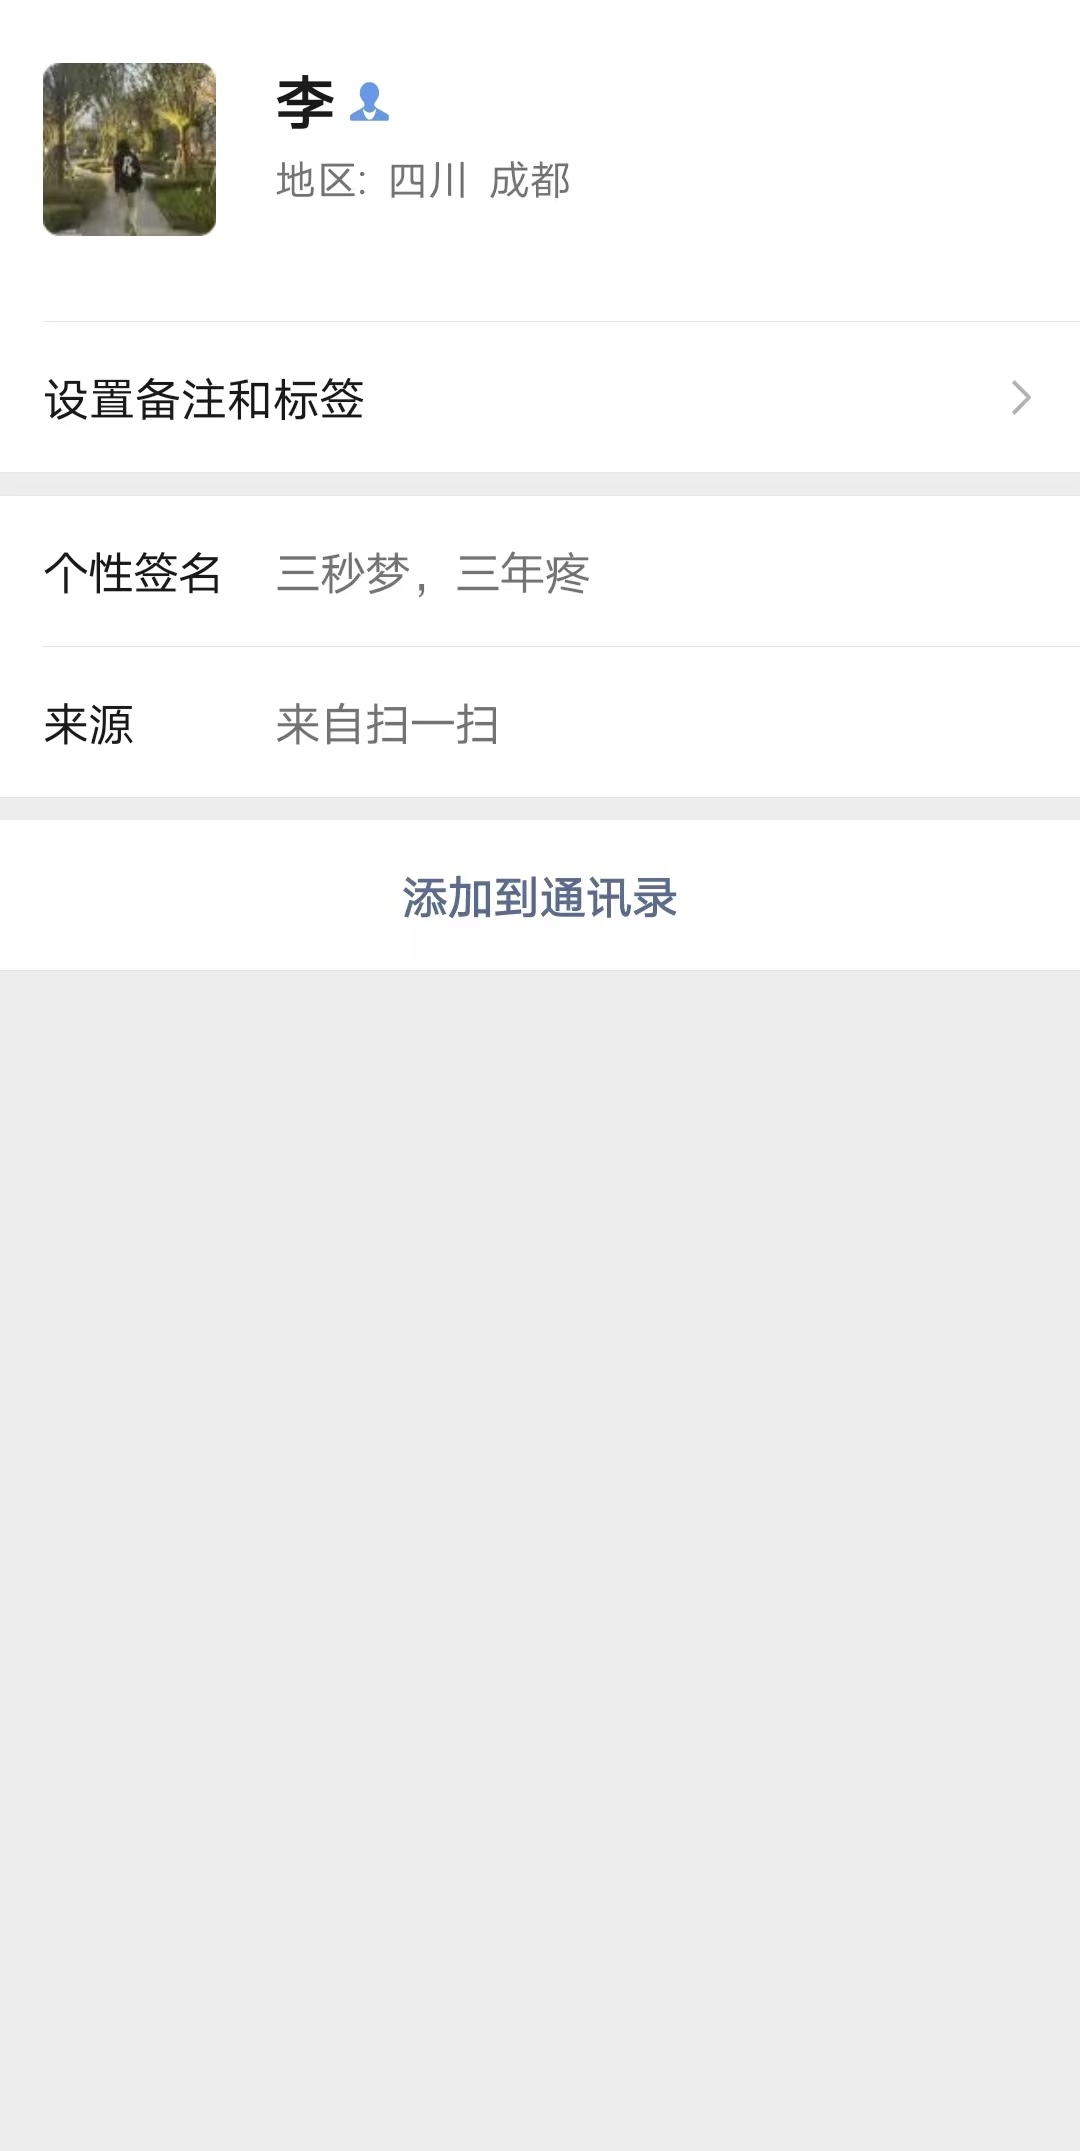 李
地区: 四川 成都
设置备注和标签
个性签名 三秒梦，三年疼
来源 来自扫一扫
添加到通讯录